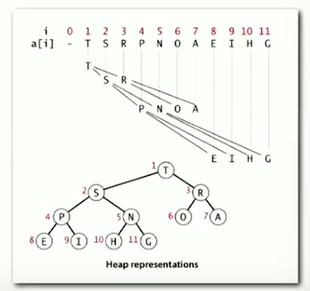 i 0 1 2 3 4 5 6 7 8 9 10 11
a[i] - T S R P N O A E I H G
T
S R
P N O A
E I H G
1 T
2 S 3 R
4 P 5 N 6 O 7 A
8 E 9 I 10 H 11 G
Heap representations